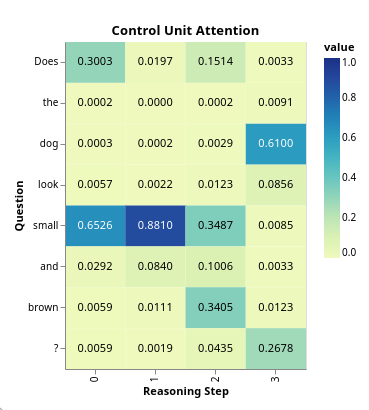 Control Unit Attention
value
Does 0.3003 0.0197 0.1514 0.0033
the 0.0002 0.0000 0.0002 0.0091
dog 0.0003 0.0002 0.0029 0.6100
look 0.0057 0.0022 0.0123 0.0856
small 0.6526 0.8810 0.3487 0.0085
and 0.0292 0.0840 0.1006 0.0033
brown 0.0059 0.0111 0.3405 0.0123
? 0.0059 0.0019 0.0435 0.2678
Question
0 1 2 3
Reasoning Step
1.0
0.8
0.6
0.4
0.2
0.0